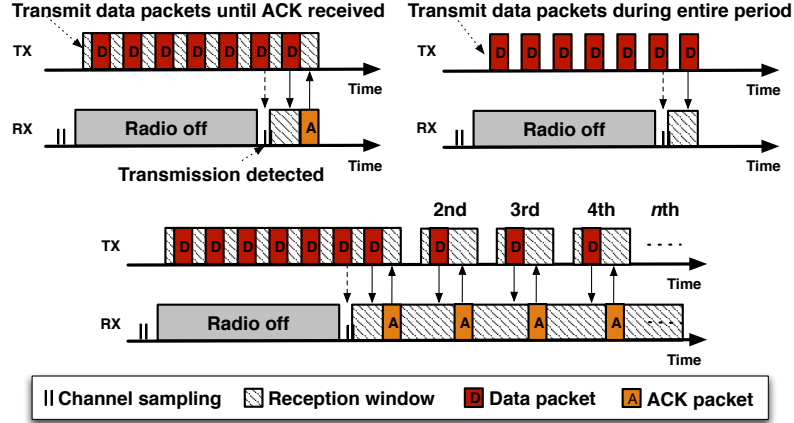 Transmit data packets until ACK received
TX
D D D D D D D
Time
RX
Radio off
A
Time
Transmission detected
Transmit data packets during entire period
TX
D D D D D D D
Time
RX
Radio off
Time
2nd 3rd 4th nth
TX
D D D D D D D D D D
Time
RX
Radio off
A A A A
Time
Channel sampling
Reception window
D Data packet
A ACK packet